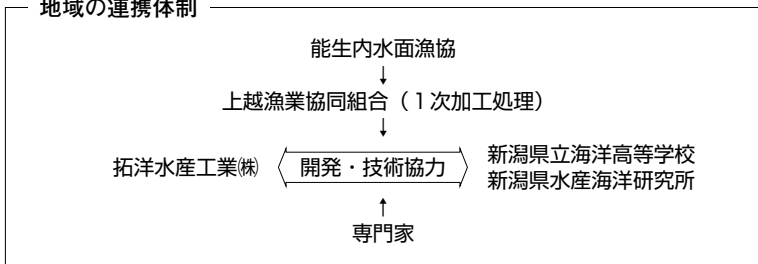 地域の連携体制
能生内水面漁協
↓
上越漁業協同組合（１次加工処理）
↓
拓洋水産工業㈱
開発・技術協力
新潟県立海洋高等学校
新潟県水産海洋研究所
↑
専門家